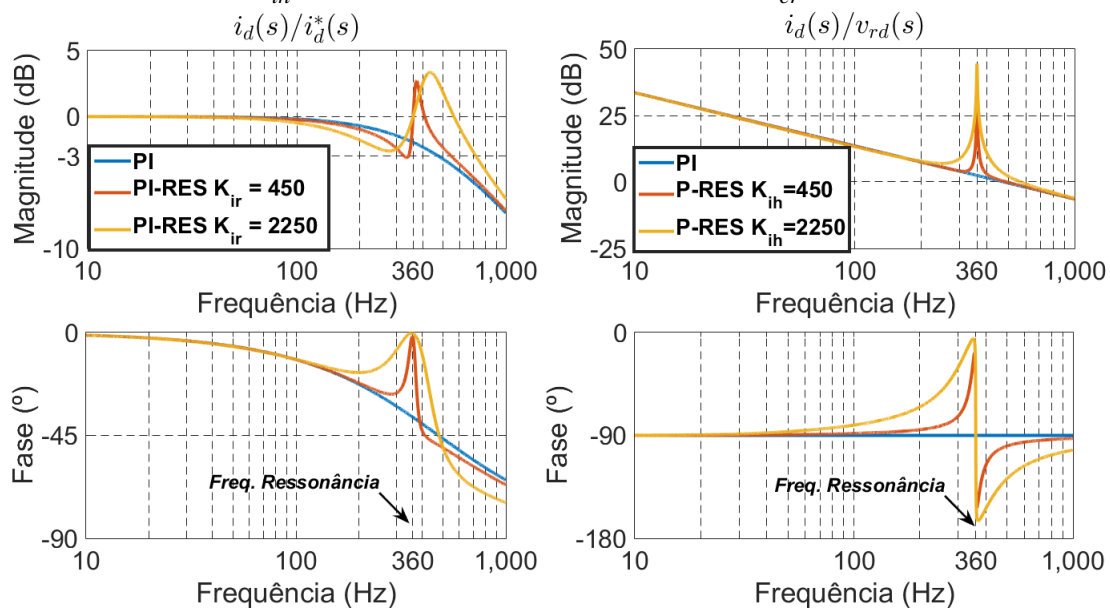 i_d(s)/i_d^*(s)
5
0
-3
-10
Magnitude (dB)
PI
PI-RES K_ir = 450
PI-RES K_ir = 2250
10
100
360
1,000
Frequência (Hz)
i_d(s)/v_rd(s)
50
25
0
-25
Magnitude (dB)
PI
P-RES K_ih=450
P-RES K_ih=2250
10
100
360
1,000
Frequência (Hz)
0
-45
-90
Fase (º)
Freq. Ressonância
10
100
360
1,000
Frequência (Hz)
0
-90
-180
Fase (º)
Freq. Ressonância
10
100
360
1,000
Frequência (Hz)